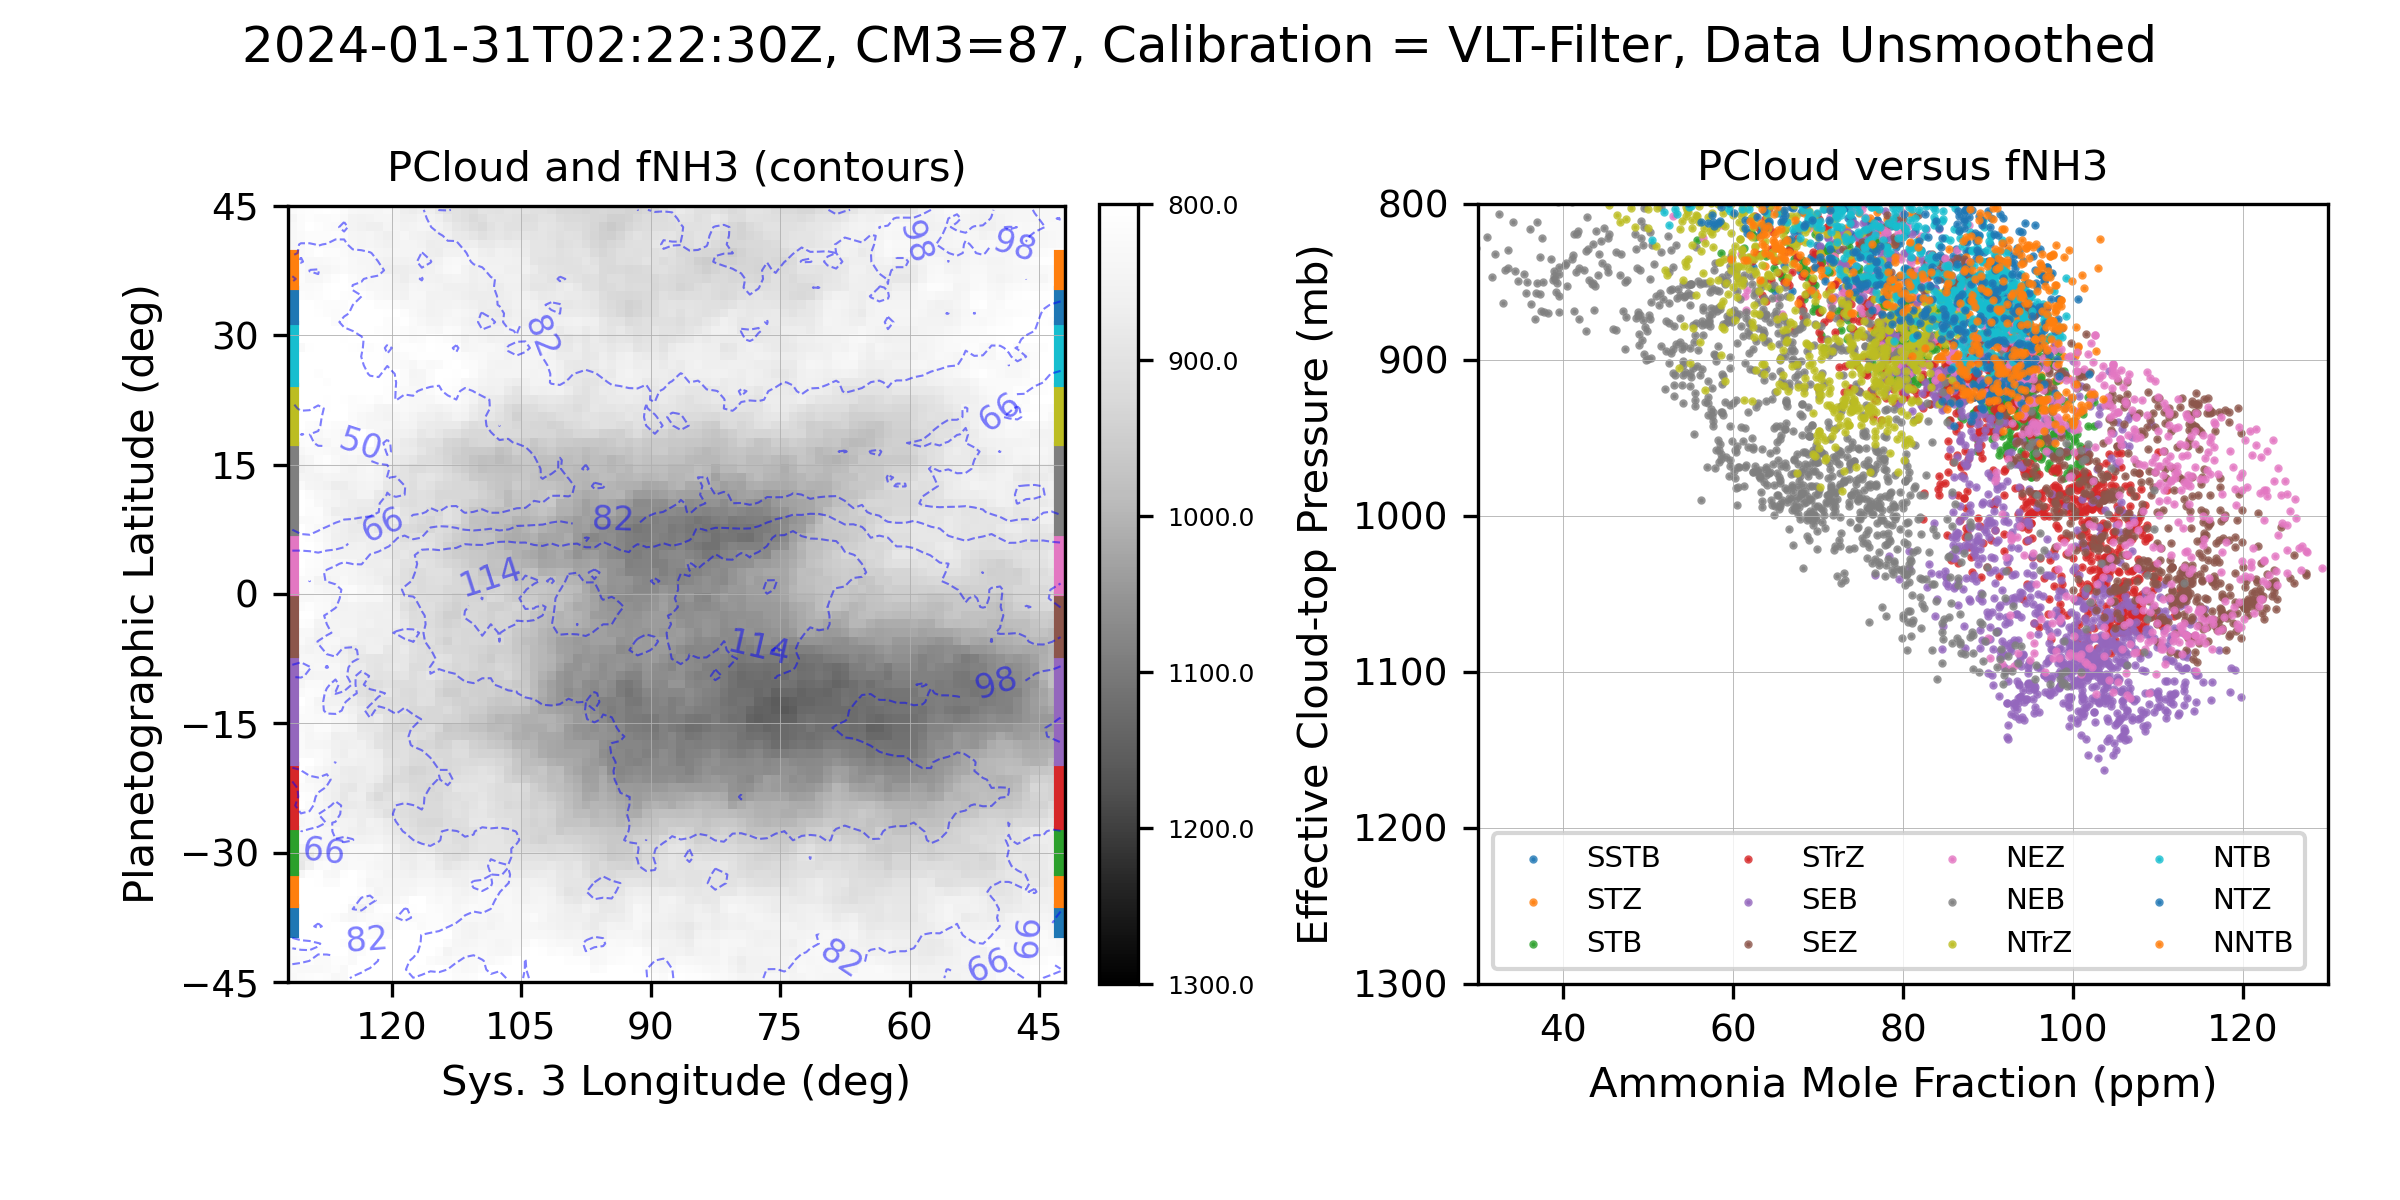 2024-01-31T02:22:30Z, CM3=87, Calibration = VLT-Filter, Data Unsmoothed
PCloud and fNH3 (contours)
PCloud versus fNH3
Planetographic Latitude (deg)
45
30
15
0
−15
−30
−45
120
105
90
75
60
45
Sys. 3 Longitude (deg)
98
98
82
66
50
66
82
114
114
98
66
82
82
66
66
800.0
900.0
1000.0
1100.0
1200.0
1300.0
Effective Cloud-top Pressure (mb)
800
900
1000
1100
1200
1300
SSTB
STrZ
NEZ
NTB
STZ
SEB
NEB
NTZ
STB
SEZ
NTrZ
NNTB
40
60
80
100
120
Ammonia Mole Fraction (ppm)